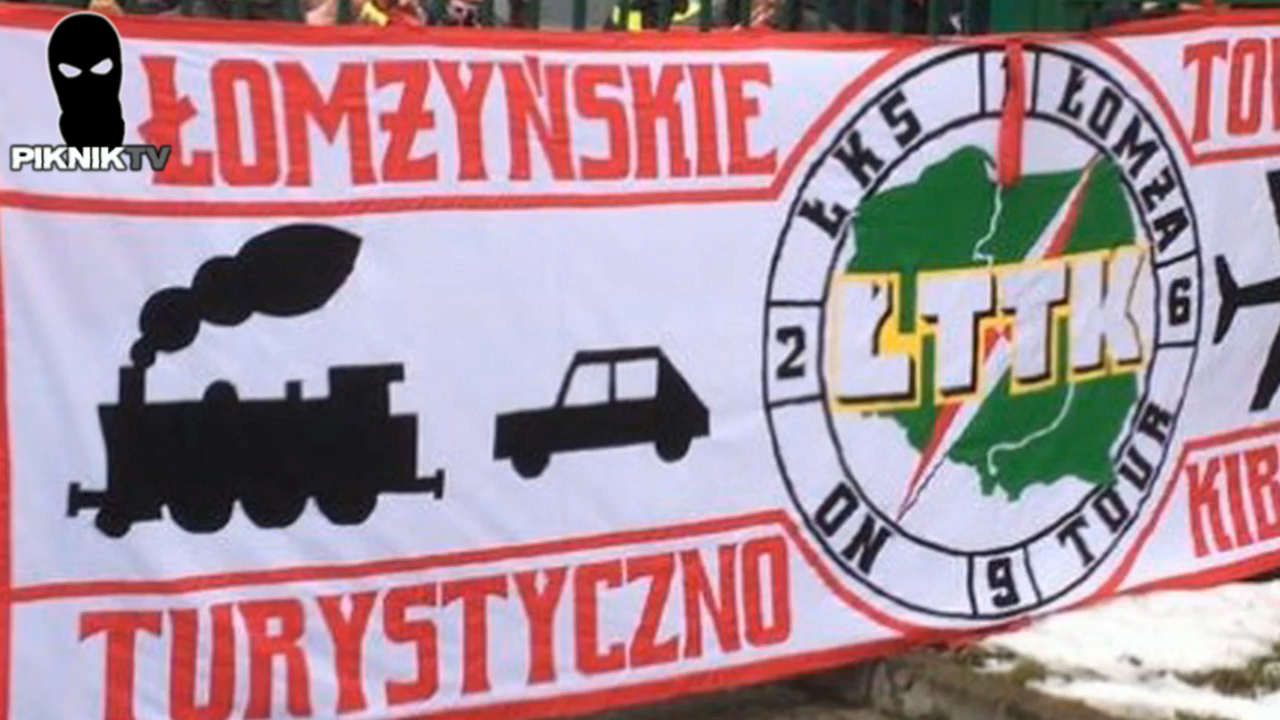 PIKNIKTV
ŁOMŻYŃSKIE
ŁKS 1 ŁOMŻA
2
6
ŁTTK
ON 9 TOUR
TURYSTYCZNO